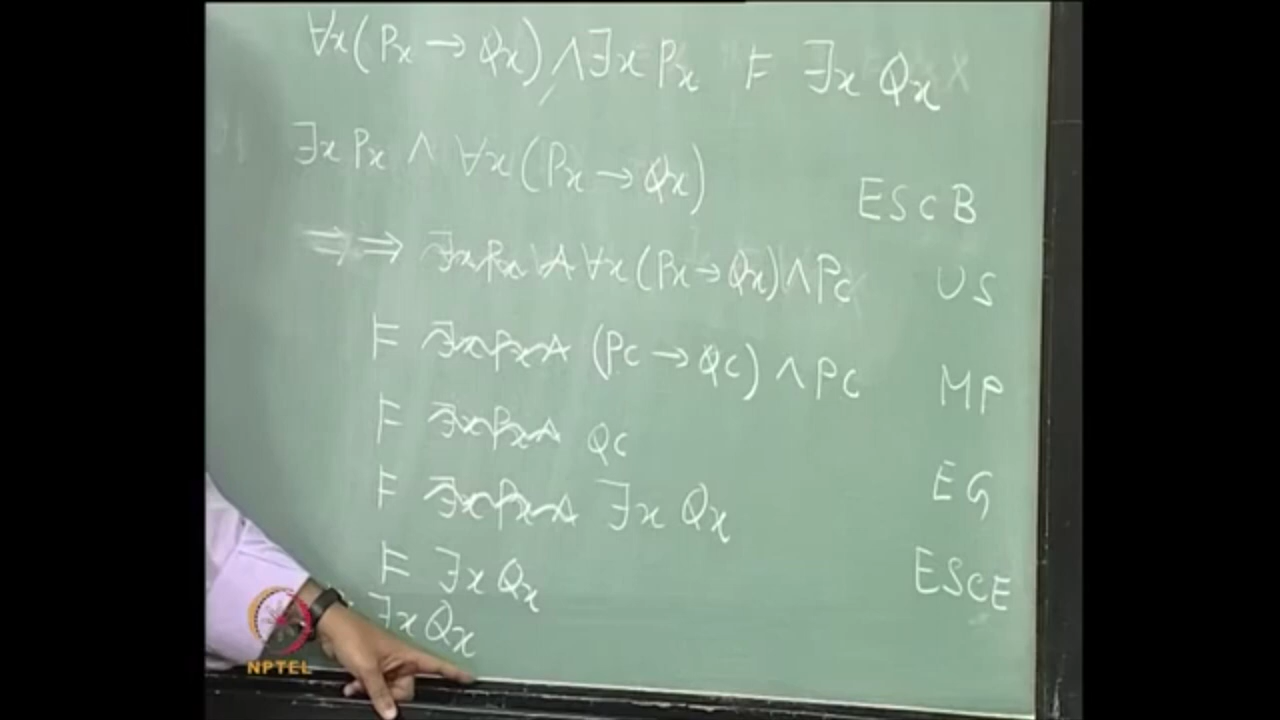 ∀x(Px → Qx) ∧ ∃x Px ⊨ ∃x Qx
∃x Px ∧ ∀x(Px → Qx) ESCB
⇒⇒ ∃x Px ∧ ∀x(Px → Qx) ∧ Pc US
⊨ ∃x Px ∧ (Pc → Qc) ∧ Pc MP
⊨ ∃x Px ∧ Qc EG
⊨ ∃x Px ∧ ∃x Qx
⊨ ∃x Qx ESCE
∃x Qx
NPTEL